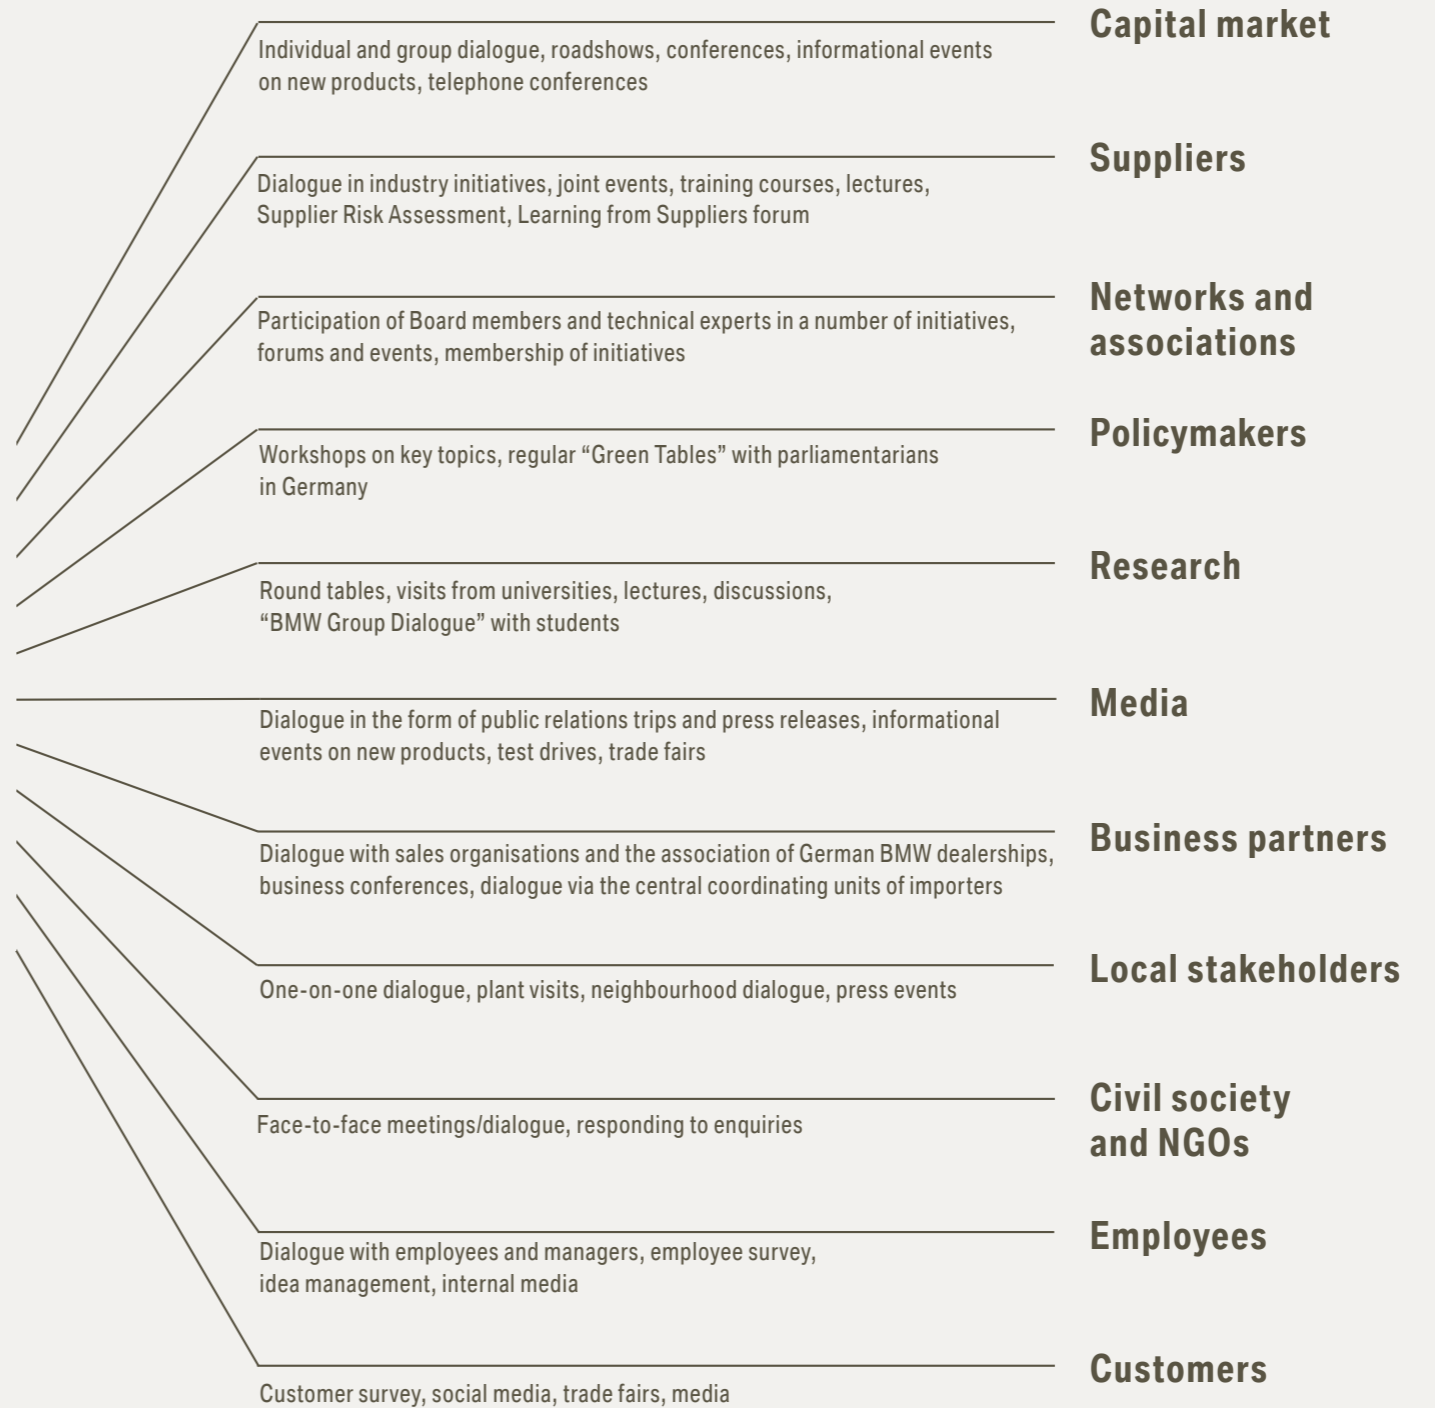 Capital market
Individual and group dialogue, roadshows, conferences, informational events
on new products, telephone conferences
Suppliers
Dialogue in industry initiatives, joint events, training courses, lectures,
Supplier Risk Assessment, Learning from Suppliers forum
Networks and
associations
Participation of Board members and technical experts in a number of initiatives,
forums and events, membership of initiatives
Policymakers
Workshops on key topics, regular “Green Tables” with parliamentarians
in Germany
Research
Round tables, visits from universities, lectures, discussions,
“BMW Group Dialogue” with students
Media
Dialogue in the form of public relations trips and press releases, informational
events on new products, test drives, trade fairs
Business partners
Dialogue with sales organisations and the association of German BMW dealerships,
business conferences, dialogue via the central coordinating units of importers
Local stakeholders
One-on-one dialogue, plant visits, neighbourhood dialogue, press events
Civil society
and NGOs
Face-to-face meetings/dialogue, responding to enquiries
Employees
Dialogue with employees and managers, employee survey,
idea management, internal media
Customers
Customer survey, social media, trade fairs, media